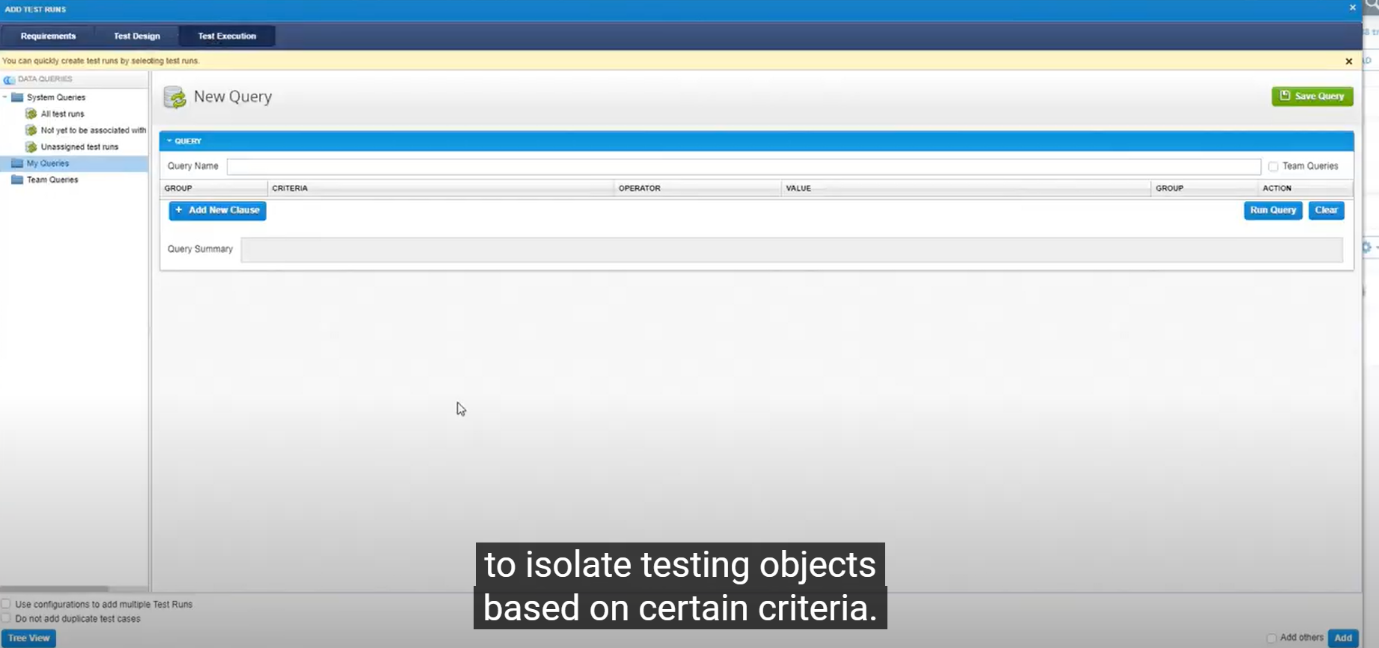 ADD TEST RUNS
Requirements Test Design Test Execution
You can quickly create test runs by selecting test runs.
DATA QUERIES
System Queries
All test runs
Not yet to be associated with
Unassigned test runs
My Queries
Team Queries
New Query
Save Query
QUERY
Query Name
Team Queries
GROUP CRITERIA OPERATOR VALUE GROUP ACTION
+ Add New Clause
Run Query Clear
Query Summary
to isolate testing objects
based on certain criteria.
Use configurations to add multiple Test Runs
Do not add duplicate test cases
Tree View
Add others Add